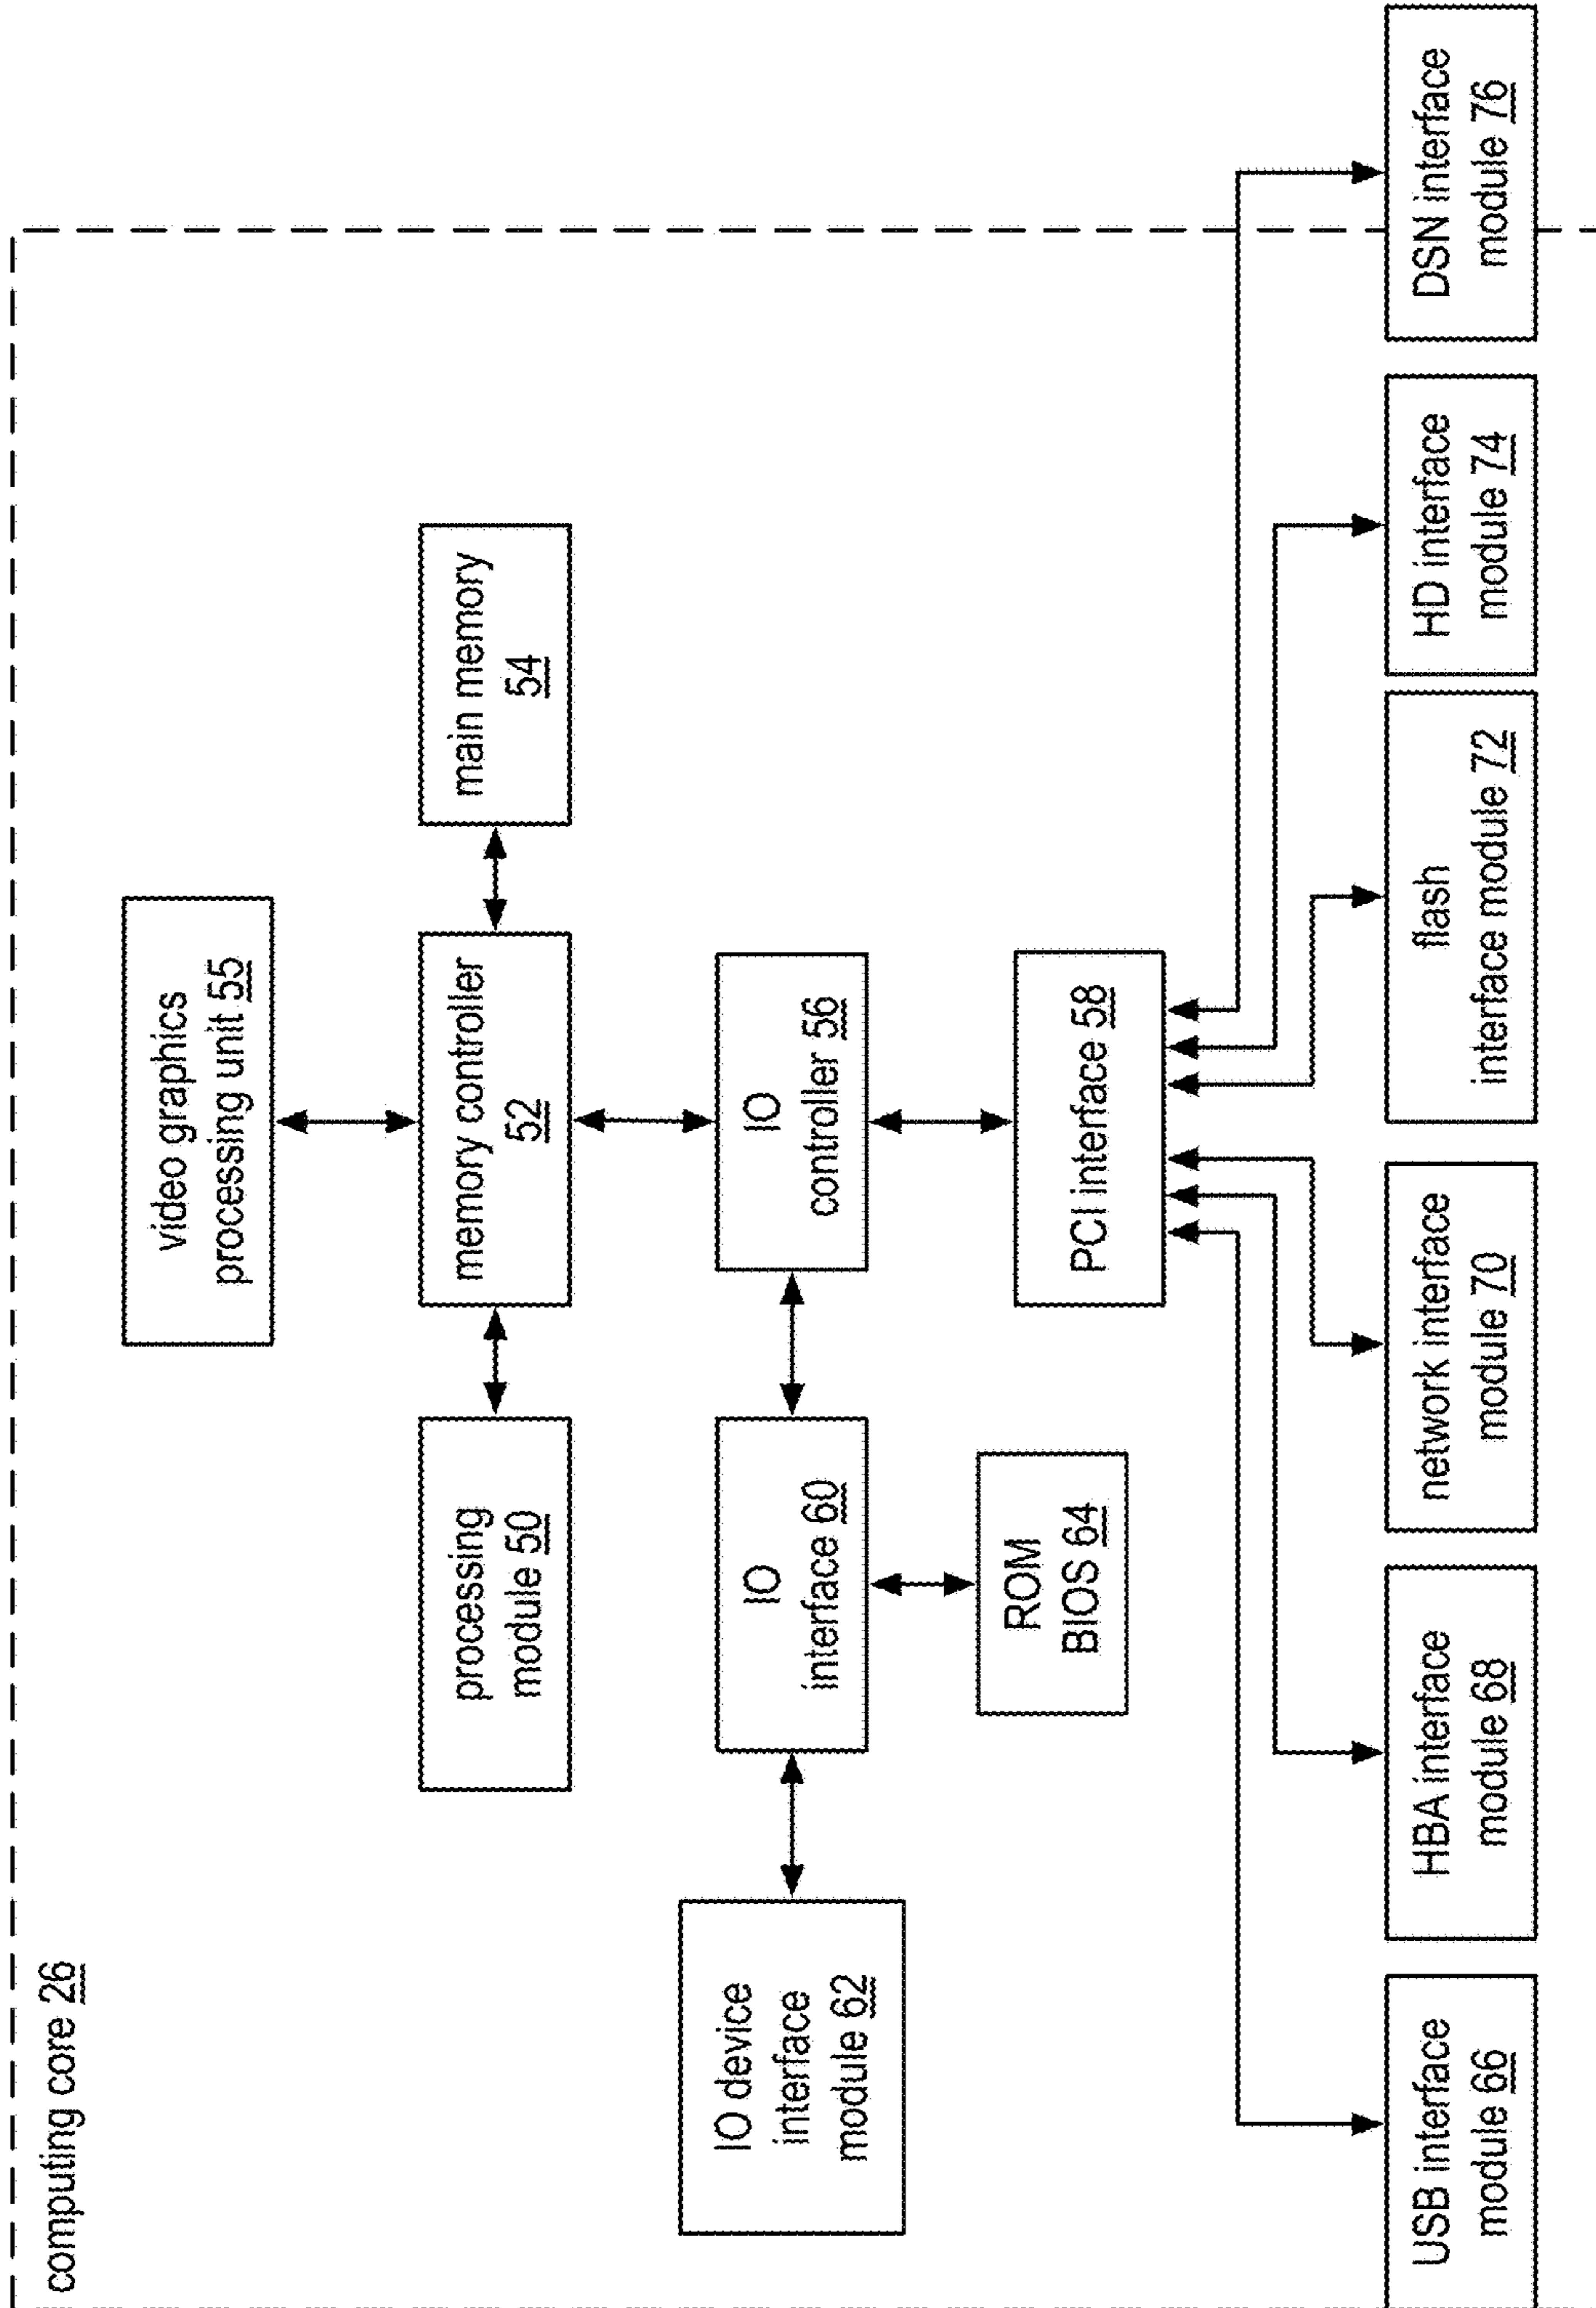 computing core 26
video graphics
processing unit 55
processing
module 50
memory controller
52
main memory
54
IO device
interface
module 62
IO
interface 60
IO
controller 56
ROM
BIOS 64
PCI interface 58
USB interface
module 66
HBA interface
module 68
network interface
module 70
flash
interface module 72
HD interface
module 74
DSN interface
module 76